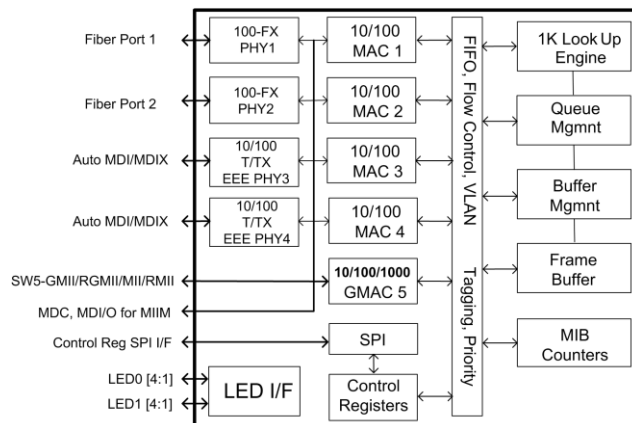 Fiber Port 1
100-FX
PHY1
10/100
MAC 1
1K Look Up
Engine
Fiber Port 2
100-FX
PHY2
10/100
MAC 2
Queue
Mgmnt
Auto MDI/MDIX
10/100
T/TX
EEE PHY3
10/100
MAC 3
Buffer
Mgmnt
Auto MDI/MDIX
10/100
T/TX
EEE PHY4
10/100
MAC 4
Frame
Buffer
SW5-GMII/RGMII/MII/RMII
10/100/1000
GMAC 5
MDC, MDI/O for MIIM
Control Reg SPI I/F
SPI
MIB
Counters
LED0 [4:1]
LED1 [4:1]
LED I/F
Control
Registers
FIFO, Flow Control, VLAN
Tagging, Priority